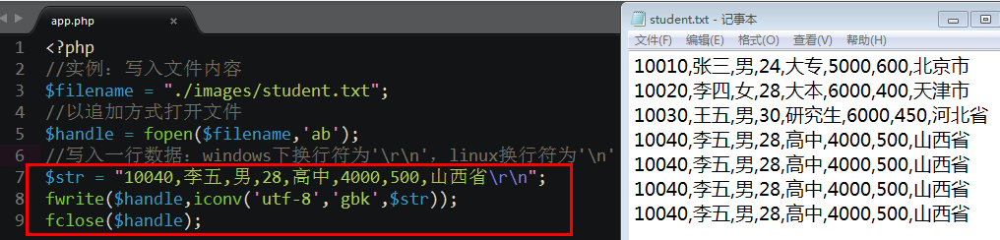 app.php
×
1 <?php
2 //实例：写入文件内容
3 $filename = "./images/student.txt";
4 //以追加方式打开文件
5 $handle = fopen($filename,'ab');
6 //写入一行数据：windows下换行符为'\r\n'，linux换行符为'\n'
7 $str = "10040,李五,男,28,高中,4000,500,山西省\r\n";
8 fwrite($handle,iconv('utf-8','gbk',$str));
9 fclose($handle);
student.txt - 记事本
文件(F) 编辑(E) 格式(O) 查看(V) 帮助(H)
10010,张三,男,24,大专,5000,600,北京市
10020,李四,女,28,大本,6000,400,天津市
10030,王五,男,30,研究生,6000,450,河北省
10040,李五,男,28,高中,4000,500,山西省
10040,李五,男,28,高中,4000,500,山西省
10040,李五,男,28,高中,4000,500,山西省
10040,李五,男,28,高中,4000,500,山西省